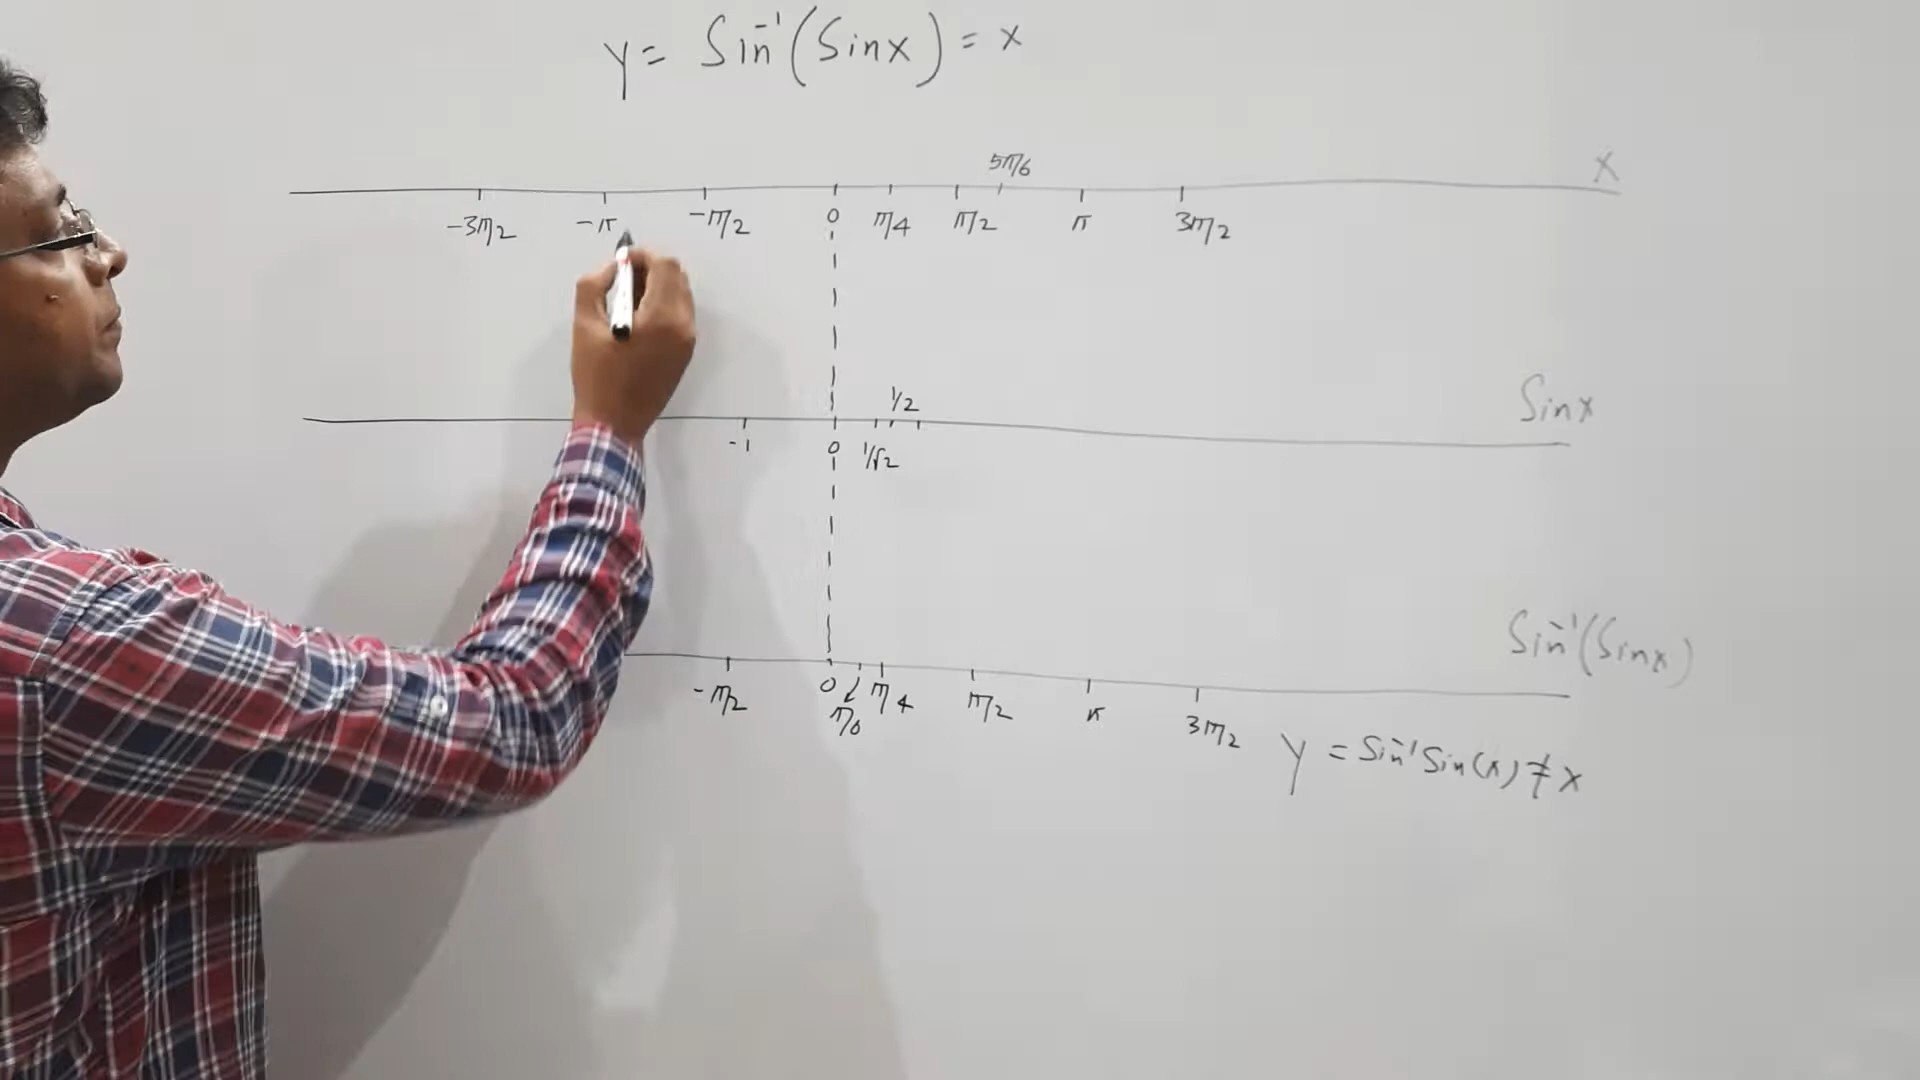 y = Sin⁻¹(Sinx) = x
5π/6
x
-3π/2 -π -π/2 0 π/4 π/2 π 3π/2
1/2
Sinx
-1 0 1/√2
Sin⁻¹(Sinx)
-π/2 0 π/6 π/4 π/2 π 3π/2
y = Sin⁻¹Sin(x) ≠ x